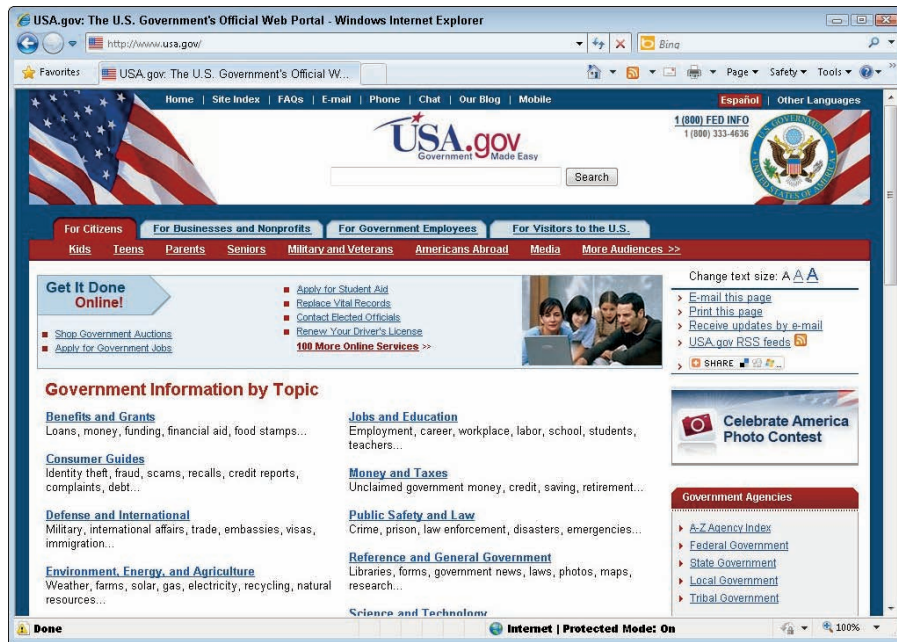 USA.gov: The U.S. Government's Official Web Portal - Windows Internet Explorer
http://www.usa.gov/
Bing
Favorites
USA.gov: The U.S. Government's Official W...
Page
Safety
Tools
Home | Site Index | FAQs | E-mail | Phone | Chat | Our Blog | Mobile
Español | Other Languages
USA.gov
Government Made Easy
1 (800) FED INFO
1 (800) 333-4636
Search
For Citizens
For Businesses and Nonprofits
For Government Employees
For Visitors to the U.S.
Kids Teens Parents Seniors Military and Veterans Americans Abroad Media More Audiences >>
Get It Done
Online!
Shop Government Auctions
Apply for Government Jobs
Apply for Student Aid
Replace Vital Records
Contact Elected Officials
Renew Your Driver's License
100 More Online Services >>
Change text size: A A A
E-mail this page
Print this page
Receive updates by e-mail
USA.gov RSS feeds
SHARE
Government Information by Topic
Benefits and Grants
Loans, money, funding, financial aid, food stamps...
Consumer Guides
Identity theft, fraud, scams, recalls, credit reports,
complaints, debt...
Defense and International
Military, international affairs, trade, embassies, visas,
immigration...
Environment, Energy, and Agriculture
Weather, farms, solar, gas, electricity, recycling, natural
resources...
Jobs and Education
Employment, career, workplace, labor, school, students,
teachers...
Money and Taxes
Unclaimed government money, credit, saving, retirement...
Public Safety and Law
Crime, prison, law enforcement, disasters, emergencies...
Reference and General Government
Libraries, forms, government news, laws, photos, maps,
research...
Science and Technology
Celebrate America
Photo Contest
Government Agencies
A-Z Agency Index
Federal Government
State Government
Local Government
Tribal Government
Done
Internet | Protected Mode: On
100%